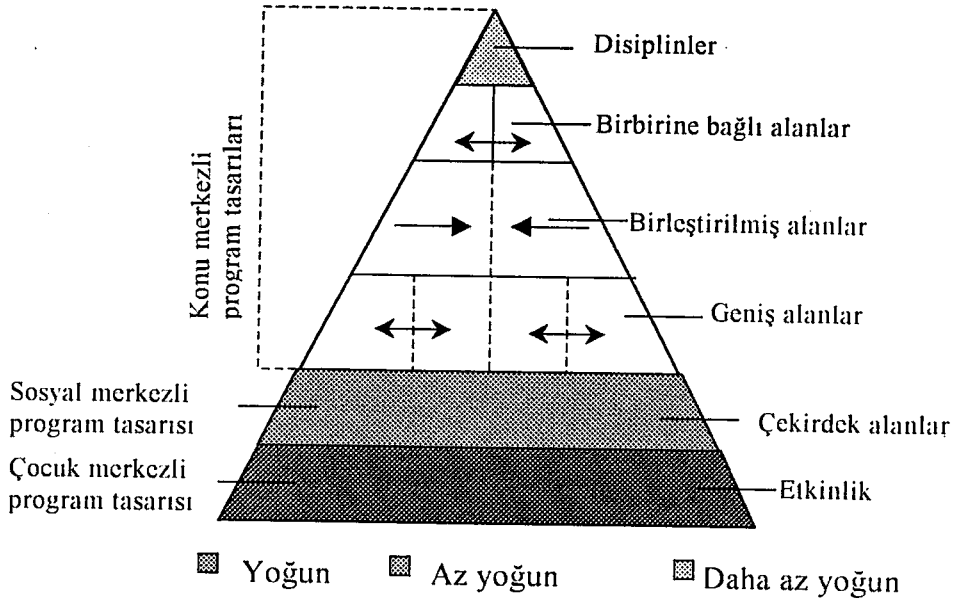 Disiplinler
Birbirine bağlı alanlar
Birleştirilmiş alanlar
Geniş alanlar
Konu merkezli
program tasarıları
Sosyal merkezli
program tasarısı
Çekirdek alanlar
Çocuk merkezli
program tasarısı
Etkinlik
Yoğun
Az yoğun
Daha az yoğun